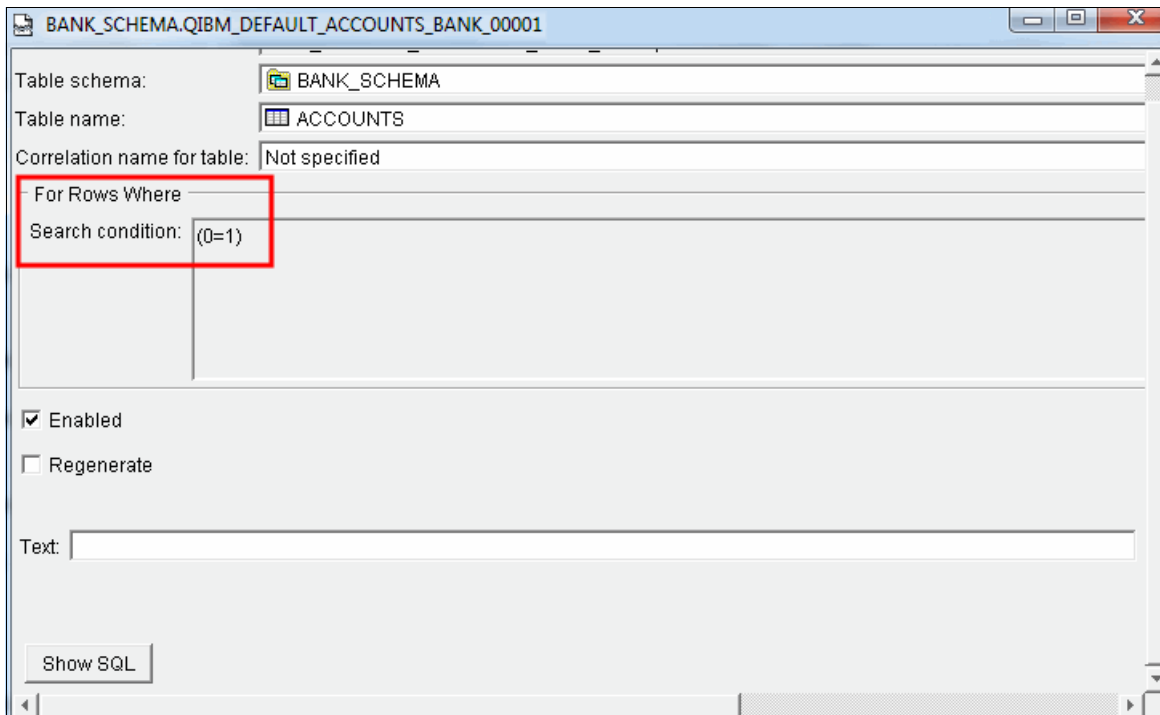 BANK_SCHEMA.QIBM_DEFAULT_ACCOUNTS_BANK_00001
Table schema: BANK_SCHEMA
Table name: ACCOUNTS
Correlation name for table: Not specified
For Rows Where
Search condition: (0=1)
Enabled
Regenerate
Text:
Show SQL